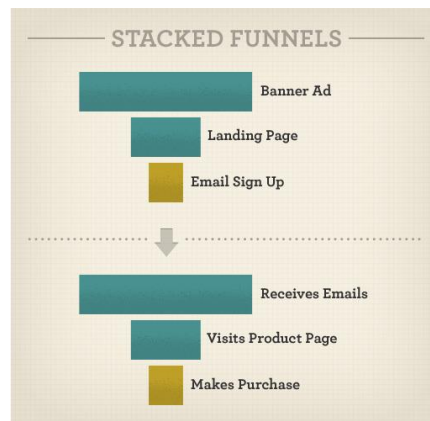 STACKED FUNNELS
Banner Ad
Landing Page
Email Sign Up
Receives Emails
Visits Product Page
Makes Purchase